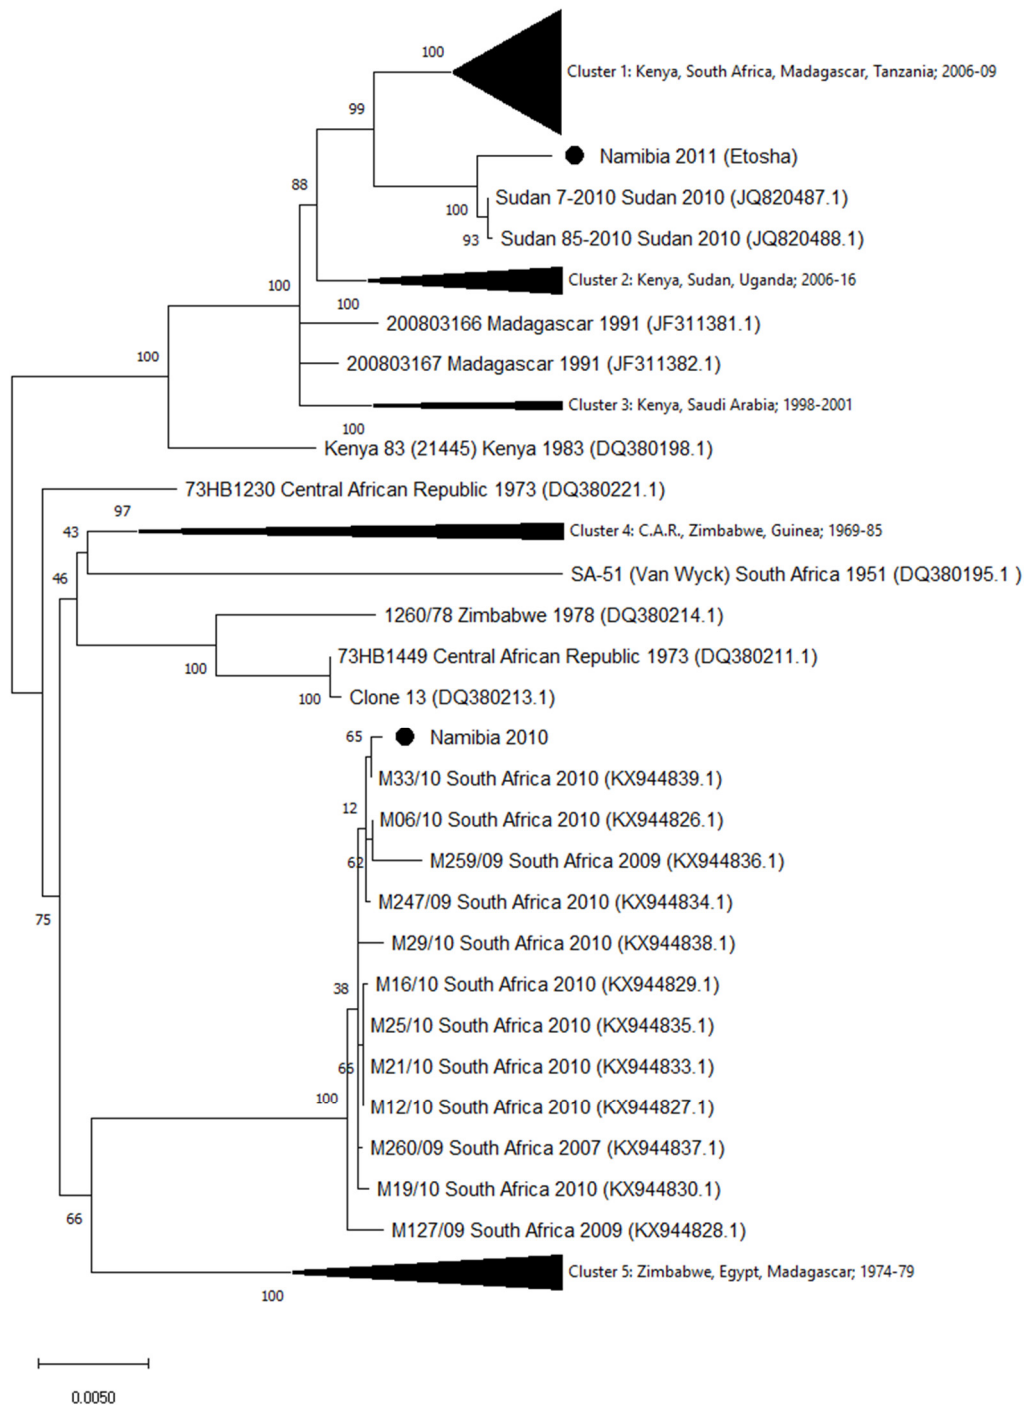 100
Cluster 1: Kenya, South Africa, Madagascar, Tanzania; 2006-09
99
Namibia 2011 (Etosha)
88
Sudan 7-2010 Sudan 2010 (JQ820487.1)
100
93
Sudan 85-2010 Sudan 2010 (JQ820488.1)
100
Cluster 2: Kenya, Sudan, Uganda; 2006-16
100
200803166 Madagascar 1991 (JF311381.1)
100
200803167 Madagascar 1991 (JF311382.1)
Cluster 3: Kenya, Saudi Arabia; 1998-2001
100
Kenya 83 (21445) Kenya 1983 (DQ380198.1)
73HB1230 Central African Republic 1973 (DQ380221.1)
97
43
Cluster 4: C.A.R., Zimbabwe, Guinea; 1969-85
46
SA-51 (Van Wyck) South Africa 1951 (DQ380195.1 )
1260/78 Zimbabwe 1978 (DQ380214.1)
100
73HB1449 Central African Republic 1973 (DQ380211.1)
100
Clone 13 (DQ380213.1)
65
Namibia 2010
M33/10 South Africa 2010 (KX944839.1)
12
M06/10 South Africa 2010 (KX944826.1)
62
M259/09 South Africa 2009 (KX944836.1)
M247/09 South Africa 2010 (KX944834.1)
75
M29/10 South Africa 2010 (KX944838.1)
38
M16/10 South Africa 2010 (KX944829.1)
M25/10 South Africa 2010 (KX944835.1)
66
M21/10 South Africa 2010 (KX944833.1)
100
M12/10 South Africa 2010 (KX944827.1)
M260/09 South Africa 2007 (KX944837.1)
M19/10 South Africa 2010 (KX944830.1)
66
M127/09 South Africa 2009 (KX944828.1)
Cluster 5: Zimbabwe, Egypt, Madagascar; 1974-79
100
0.0050